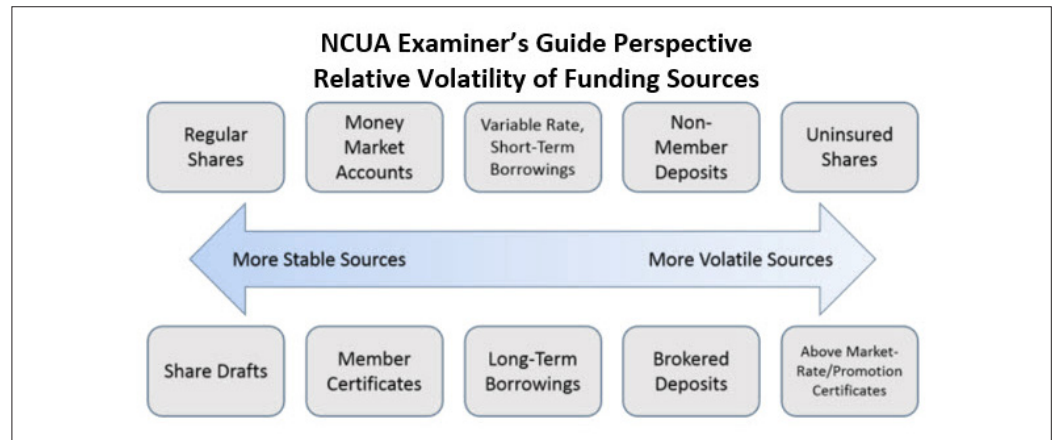 NCUA Examiner’s Guide Perspective
Relative Volatility of Funding Sources
Regular
Shares
Money
Market
Accounts
Variable Rate,
Short-Term
Borrowings
Non-
Member
Deposits
Uninsured
Shares
More Stable Sources
More Volatile Sources
Share Drafts
Member
Certificates
Long-Term
Borrowings
Brokered
Deposits
Above Market-
Rate/Promotion
Certificates